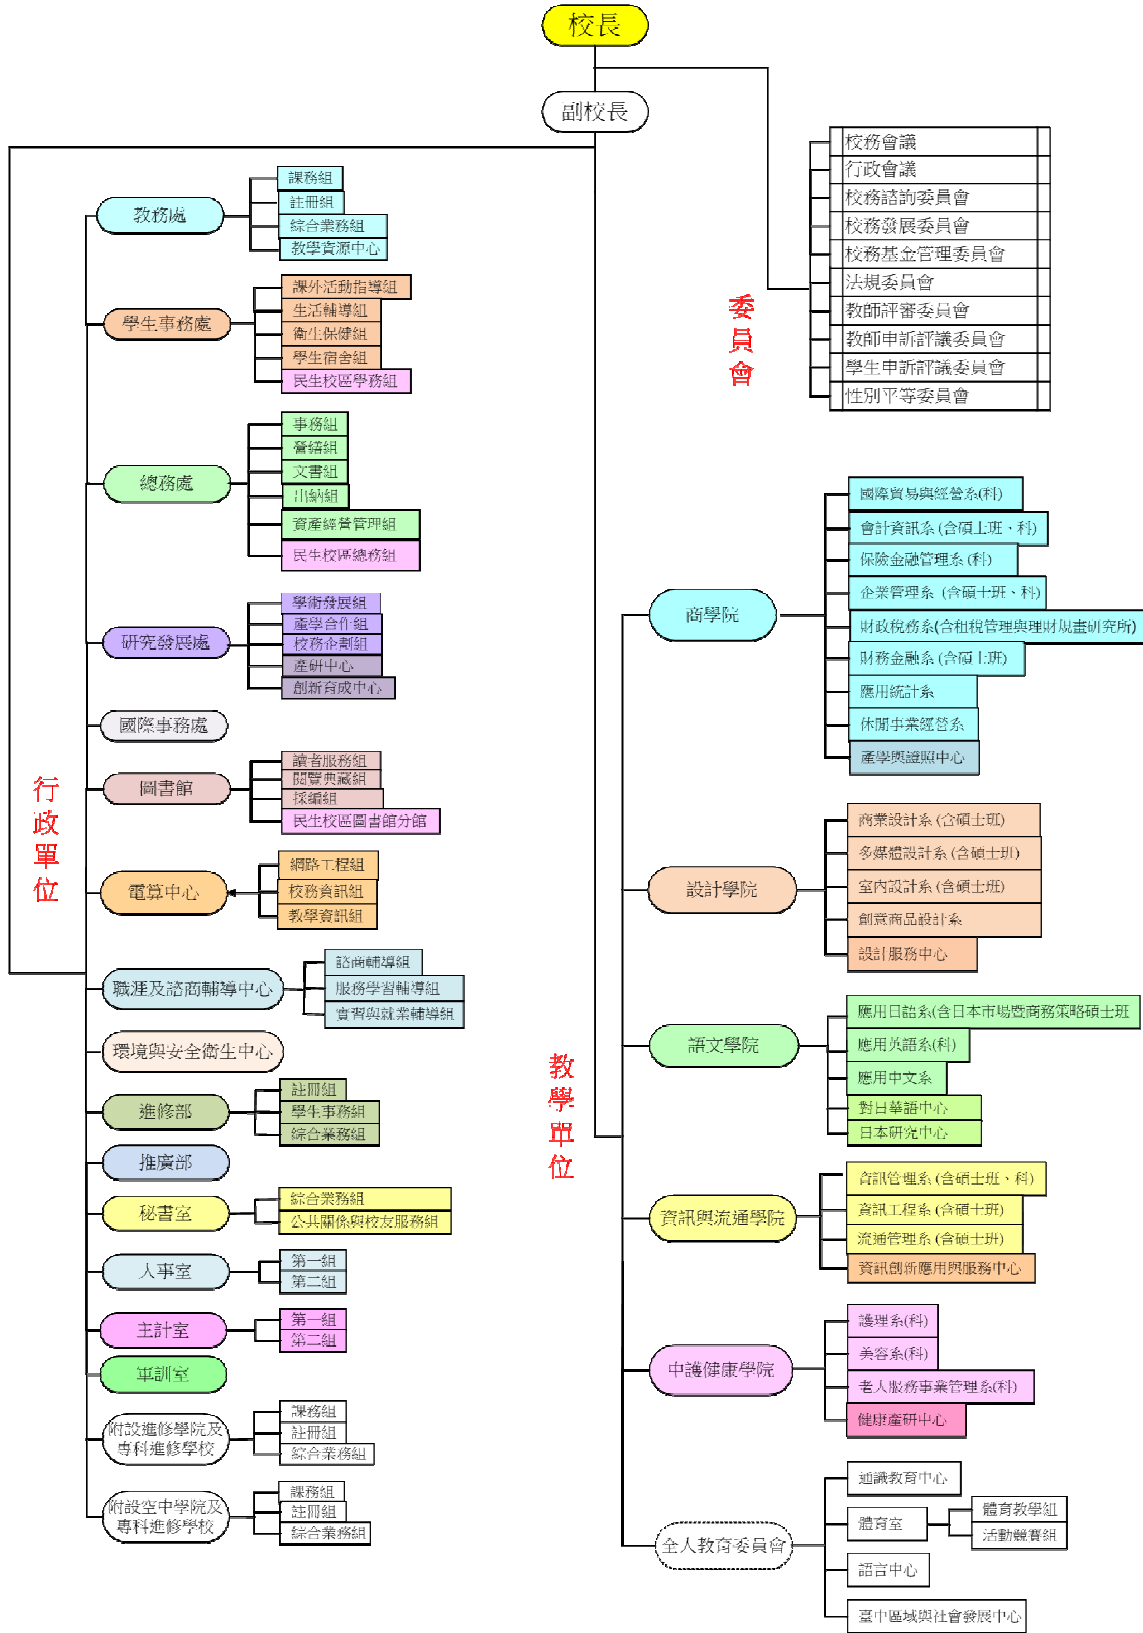 校長
副校長
委員會
校務會議
行政會議
校務諮詢委員會
校務發展委員會
校務基金管理委員會
法規委員會
教師評審委員會
教師申訴評議委員會
學生申訴評議委員會
性別平等委員會
行政單位
教務處
課務組
註冊組
綜合業務組
教學資源中心
學生事務處
課外活動指導組
生活輔導組
衛生保健組
學生宿舍組
民生校區學務組
總務處
事務組
營繕組
文書組
出納組
資產經營管理組
民生校區總務組
研究發展處
學術發展組
產學合作組
校務企劃組
產研中心
創新育成中心
國際事務處
圖書館
讀者服務組
閱覽典藏組
採編組
民生校區圖書館分館
電算中心
網路工程組
校務資訊組
教學資訊組
職涯及諮商輔導中心
諮商輔導組
服務學習輔導組
實習與就業輔導組
環境與安全衛生中心
進修部
註冊組
學生事務組
綜合業務組
推廣部
秘書室
綜合業務組
公共關係與校友服務組
人事室
第一組
第二組
主計室
第一組
第二組
軍訓室
附設進修學院及
專科進修學校
課務組
註冊組
綜合業務組
附設空中學院及
專科進修學校
課務組
註冊組
綜合業務組
教學單位
商學院
國際貿易與經營系(科)
會計資訊系(含碩士班、科)
保險金融管理系(科)
企業管理系 (含碩士班、科)
財政稅務系(含租稅管理與理財規畫研究所)
財務金融系(含碩士班)
應用統計系
休閒事業經營系
產學與證照中心
設計學院
商業設計系(含碩士班)
多媒體設計系(含碩士班)
室內設計系(含碩士班)
創意商品設計系
設計服務中心
語文學院
應用日語系(含日本市場暨商務策略碩士班
應用英語系(科)
應用中文系
對日華語中心
日本研究中心
資訊與流通學院
資訊管理系(含碩士班、科)
資訊工程系(含碩士班)
流通管理系(含碩士班)
資訊創新應用與服務中心
中護健康學院
護理系(科)
美容系(科)
老人服務事業管理系(科)
健康產研中心
全人教育委員會
通識教育中心
體育室
體育教學組
活動競賽組
語言中心
臺中區域與社會發展中心